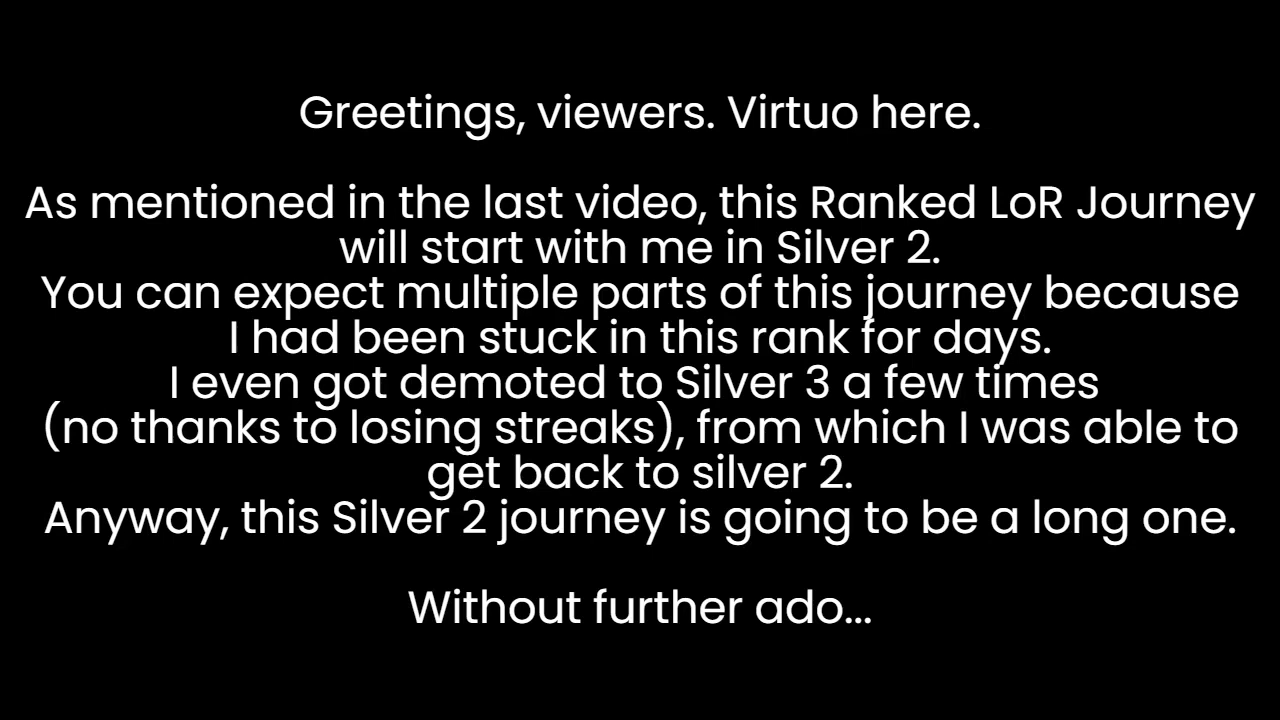 Greetings, viewers. Virtuo here.
As mentioned in the last video, this Ranked LoR Journey
will start with me in Silver 2.
You can expect multiple parts of this journey because
I had been stuck in this rank for days.
I even got demoted to Silver 3 a few times
(no thanks to losing streaks), from which I was able to
get back to silver 2.
Anyway, this Silver 2 journey is going to be a long one.
Without further ado...